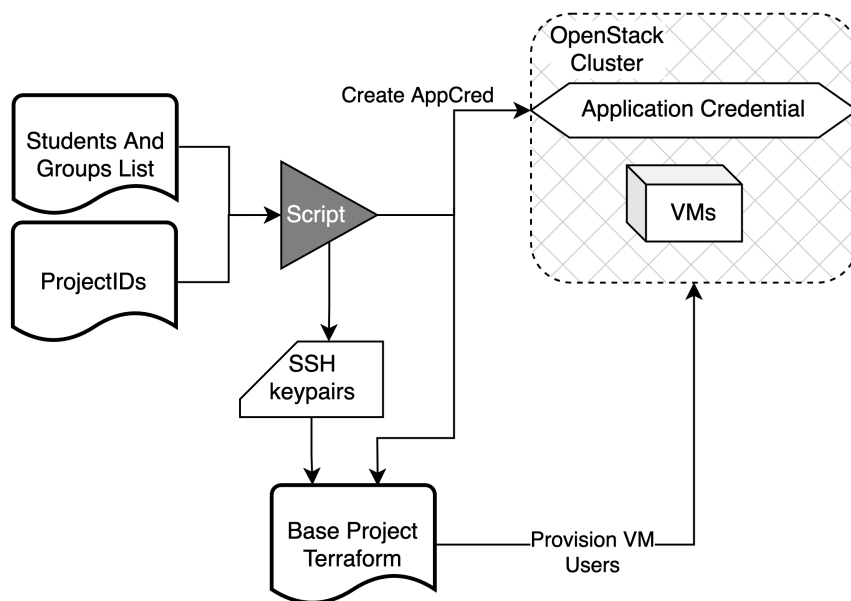 OpenStack
Cluster
Create AppCred
Application Credential
Students And
Groups List
Script
VMs
ProjectIDs
SSH
keypairs
Base Project
Terraform
Provision VM
Users